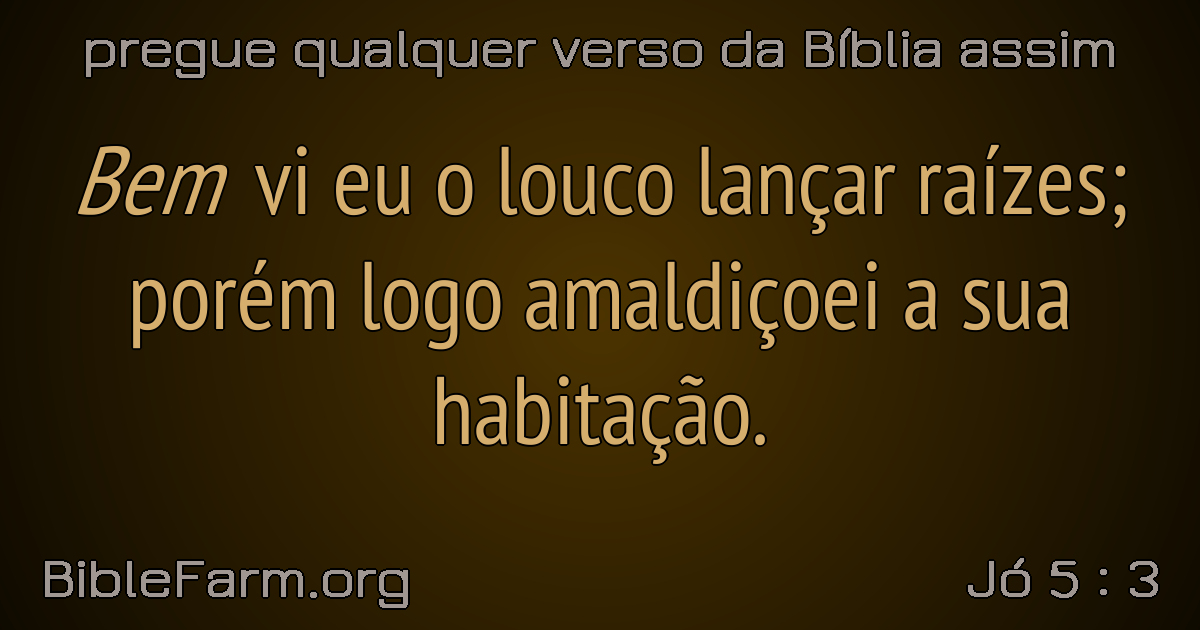 pregue qualquer verso da Bíblia assim
Bem vi eu o louco lançar raízes;
porém logo amaldiçoei a sua
habitação.
BibleFarm.org
Jó 5 : 3